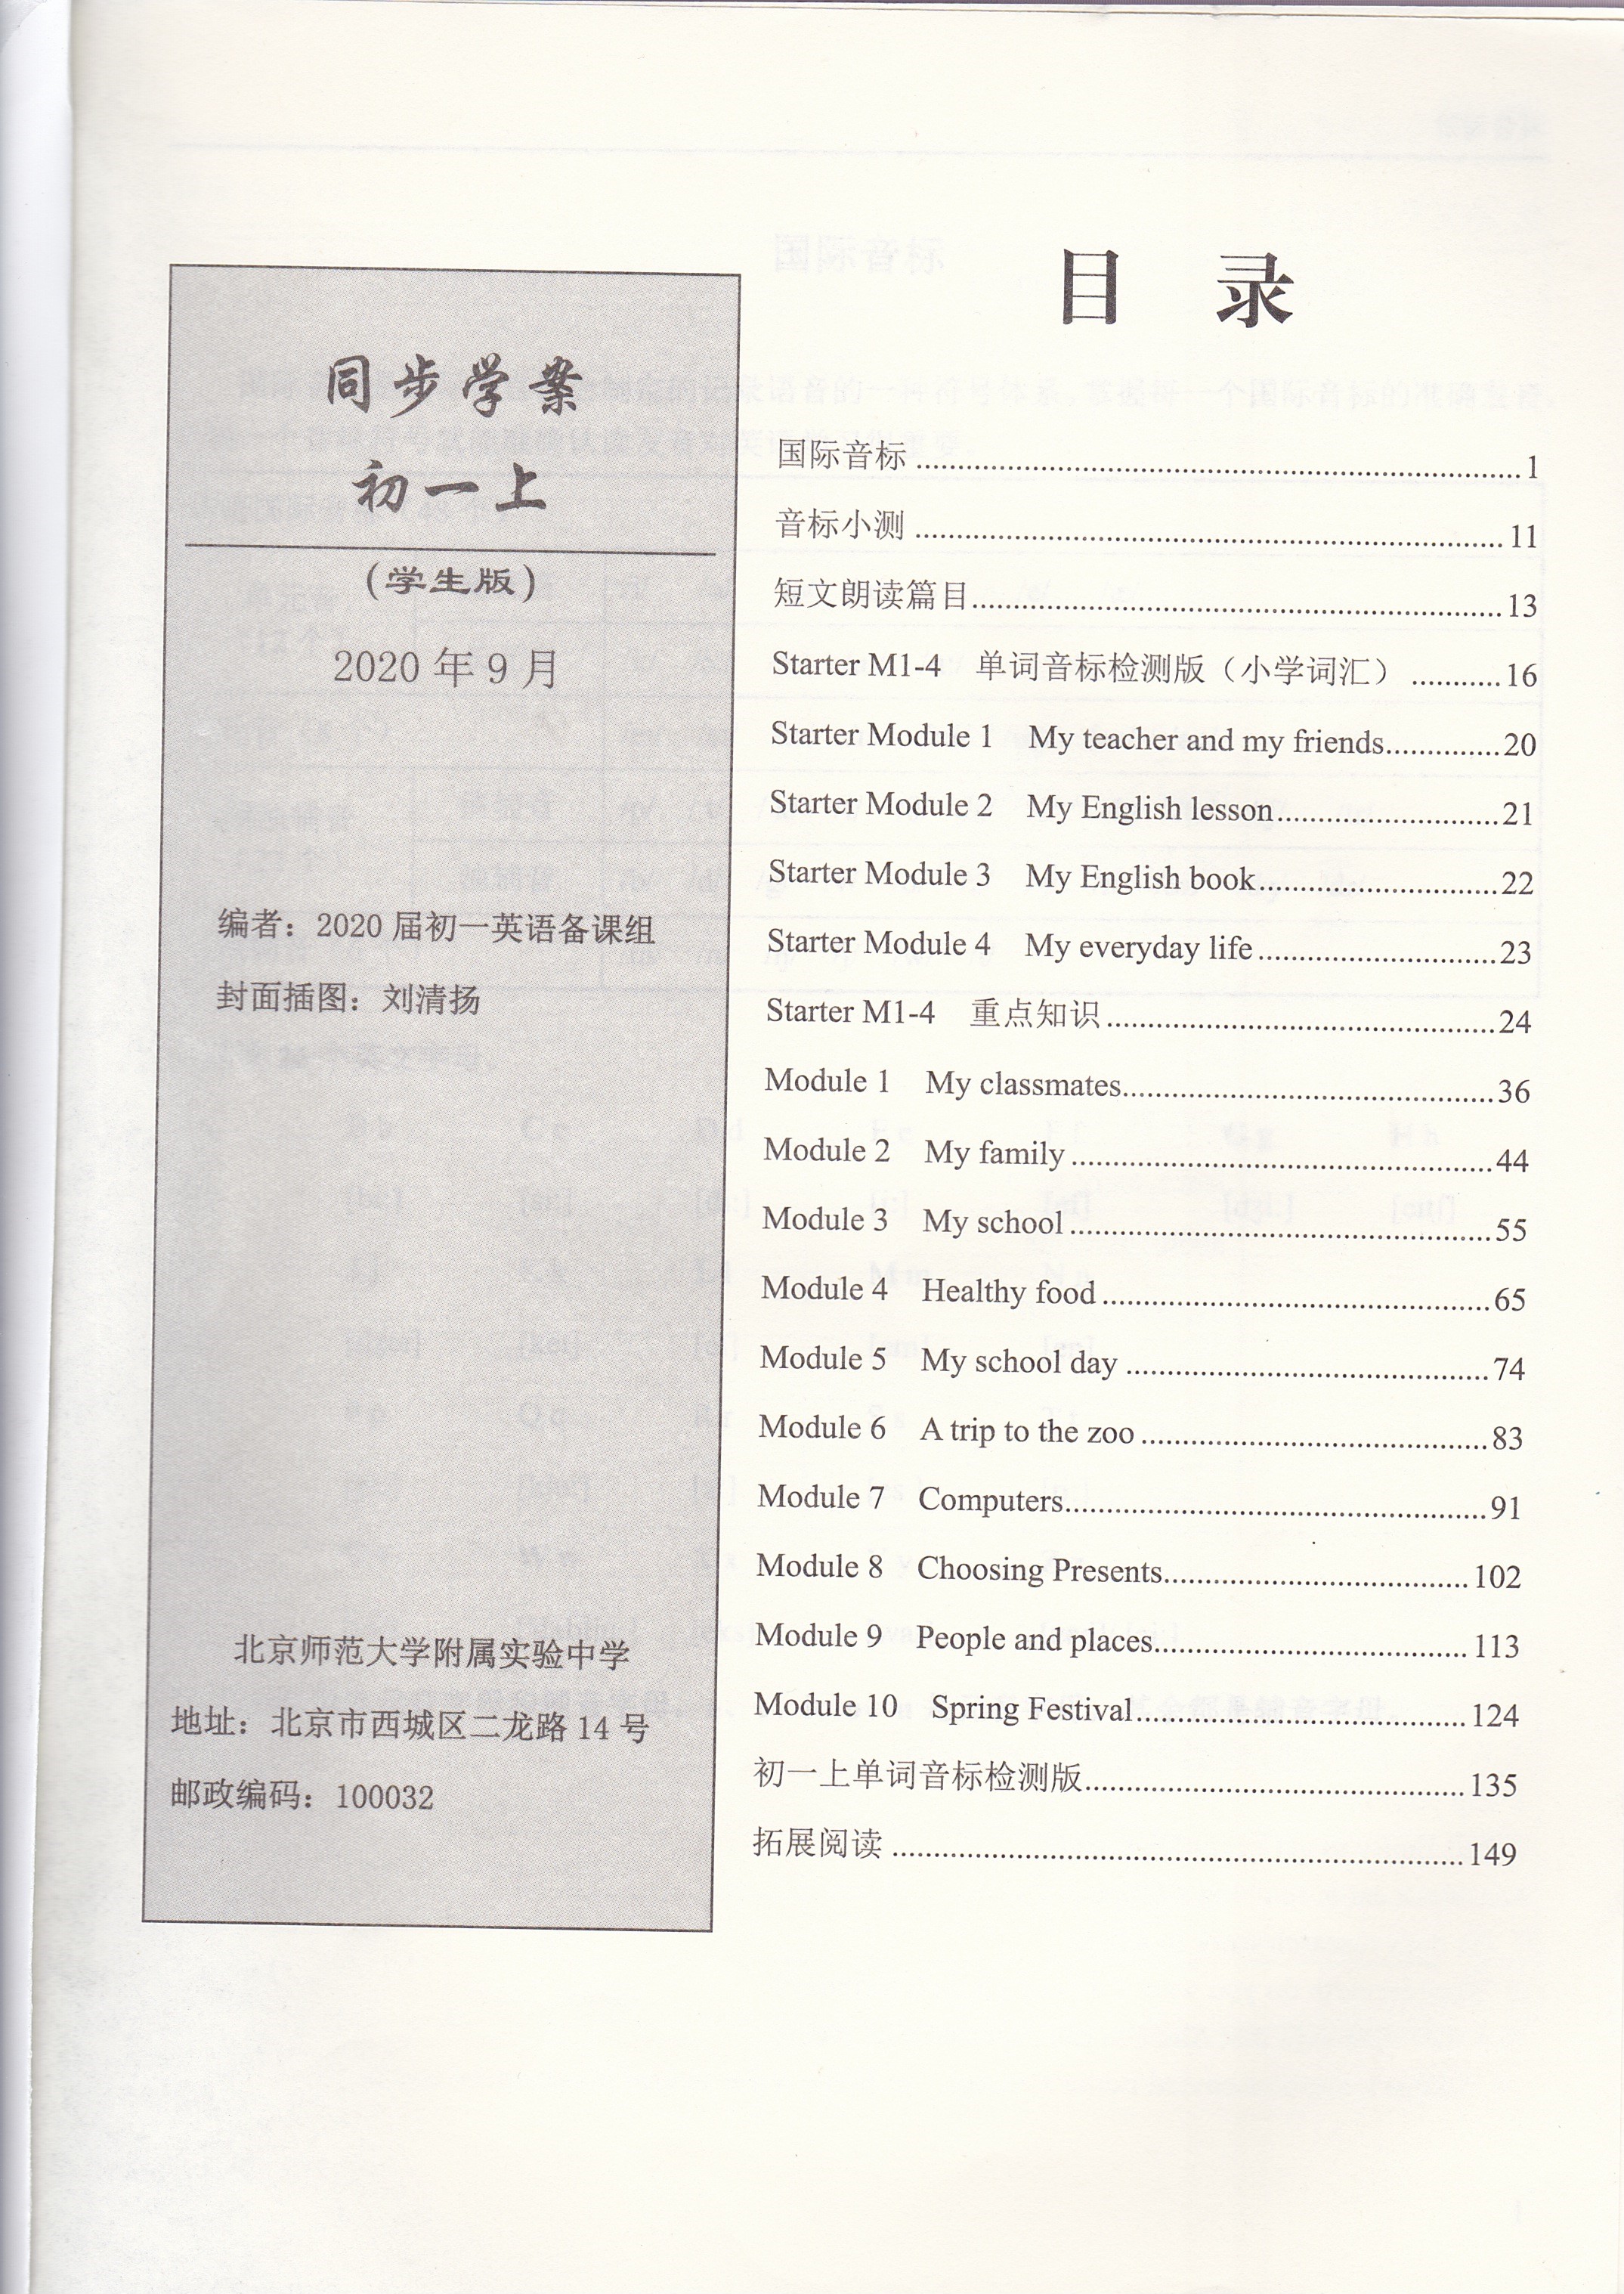 同步学案
初一上
(学生版)
2020 年 9 月
编者：2020 届初一英语备课组
封面插图：刘清扬
北京师范大学附属实验中学
地址：北京市西城区二龙路 14 号
邮政编码：100032
目 录
国际音标 ........ 1
音标小测 ........ 11
短文朗读篇目 ........ 13
Starter M1-4 单词音标检测版（小学词汇） ........ 16
Starter Module 1 My teacher and my friends ........ 20
Starter Module 2 My English lesson ........ 21
Starter Module 3 My English book ........ 22
Starter Module 4 My everyday life ........ 23
Starter M1-4 重点知识 ........ 24
Module 1 My classmates ........ 36
Module 2 My family ........ 44
Module 3 My school ........ 55
Module 4 Healthy food ........ 65
Module 5 My school day ........ 74
Module 6 A trip to the zoo ........ 83
Module 7 Computers ........ 91
Module 8 Choosing Presents ........ 102
Module 9 People and places ........ 113
Module 10 Spring Festival ........ 124
初一上单词音标检测版 ........ 135
拓展阅读 ........ 149